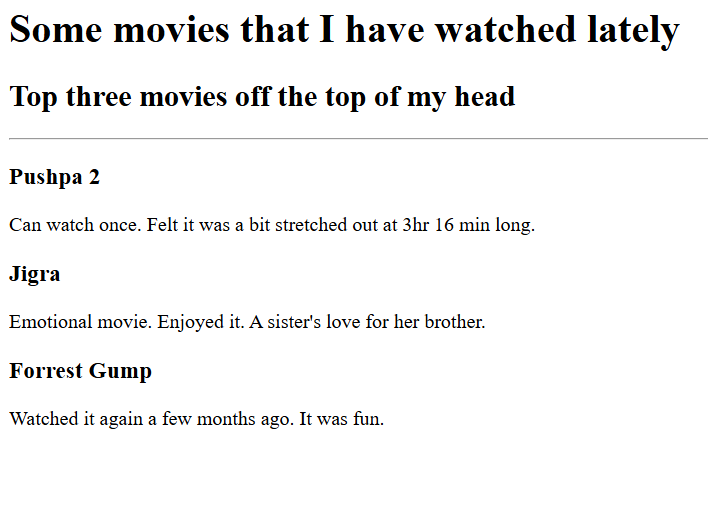 Some movies that I have watched lately
Top three movies off the top of my head
Pushpa 2
Can watch once. Felt it was a bit stretched out at 3hr 16 min long.
Jigra
Emotional movie. Enjoyed it. A sister's love for her brother.
Forrest Gump
Watched it again a few months ago. It was fun.